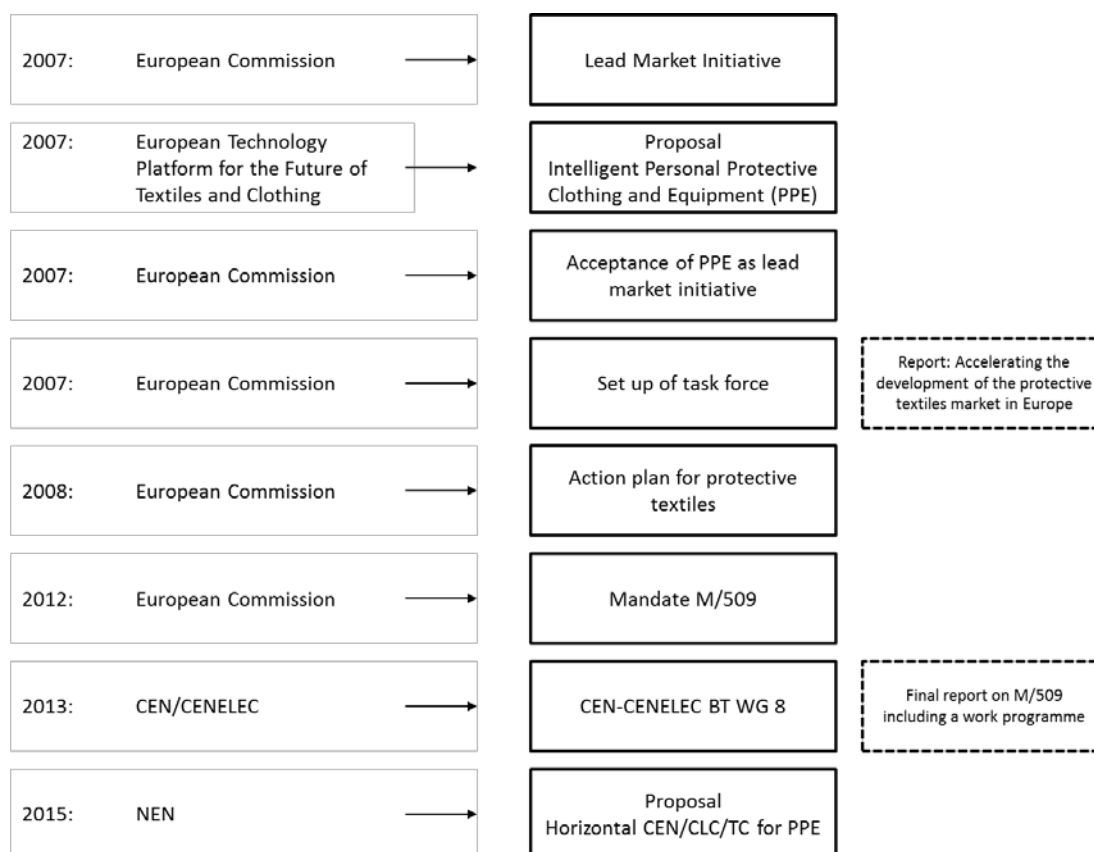 2007: European Commission
Lead Market Initiative
2007: European Technology
Platform for the Future of
Textiles and Clothing
Proposal
Intelligent Personal Protective
Clothing and Equipment (PPE)
2007: European Commission
Acceptance of PPE as lead
market initiative
2007: European Commission
Set up of task force
Report: Accelerating the
development of the protective
textiles market in Europe
2008: European Commission
Action plan for protective
textiles
2012: European Commission
Mandate M/509
2013: CEN/CENELEC
CEN-CENELEC BT WG 8
Final report on M/509
including a work programme
2015: NEN
Proposal
Horizontal CEN/CLC/TC for PPE